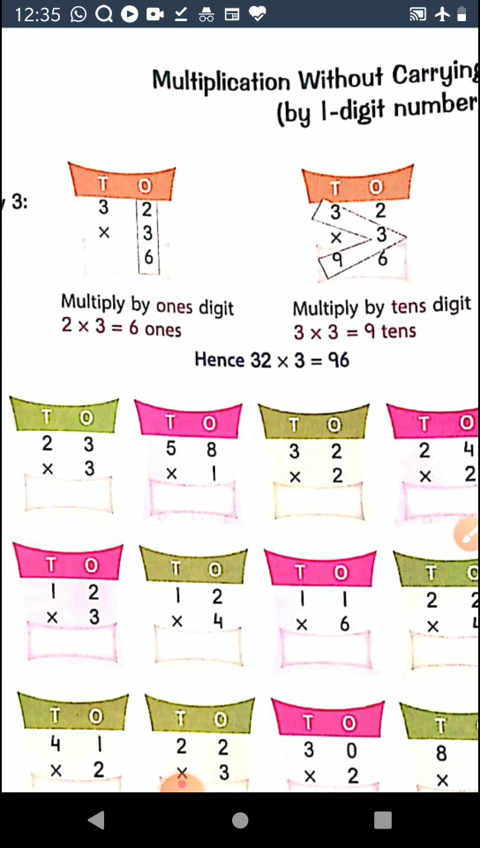 12:35
Multiplication Without Carrying
(by 1-digit number
3:
T O
3 2
× 3
6
T O
3 2
× 3
9 6
Multiply by ones digit
2 × 3 = 6 ones
Multiply by tens digit
3 × 3 = 9 tens
Hence 32 × 3 = 96
T O
2 3
× 3
T O
5 8
× 1
T O
3 2
× 2
T O
2 4
× 2
T O
1 2
× 3
T O
1 2
× 4
T O
1 1
× 6
T O
2 2
×
T O
4 1
× 2
T O
2 2
× 3
T O
3 0
× 2
T
8
×